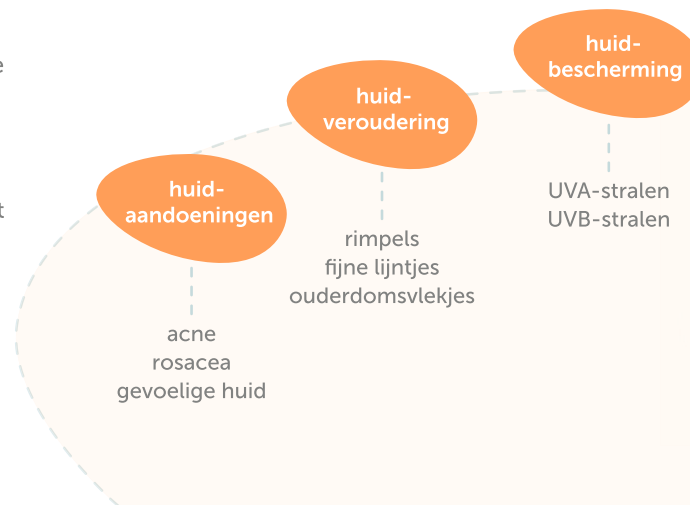 huid-
aandoeningen
acne
rosacea
gevoelige huid
huid-
veroudering
rimpels
fijne lijntjes
ouderdomsvlekjes
huid-
bescherming
UVA-stralen
UVB-stralen